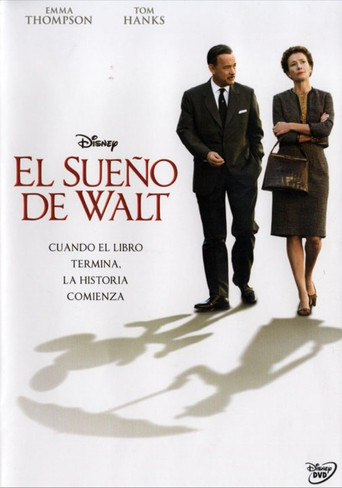 EMMA
THOMPSON
TOM
HANKS
Disney
EL SUEÑO
DE WALT
CUANDO EL LIBRO
TERMINA,
LA HISTORIA
COMIENZA
Disney
DVD